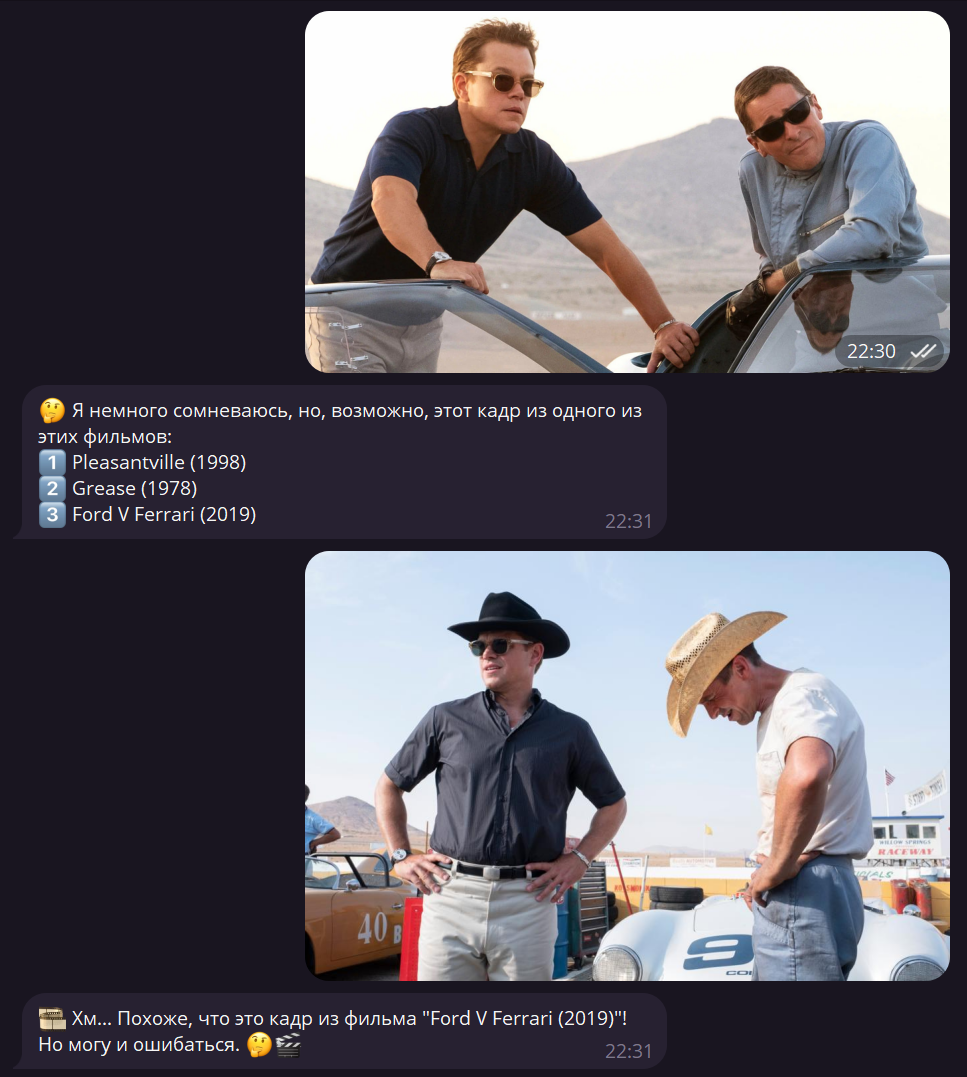 22:30
🤔 Я немного сомневаюсь, но, возможно, этот кадр из одного из
этих фильмов:
1️⃣ Pleasantville (1998)
2️⃣ Grease (1978)
3️⃣ Ford V Ferrari (2019)
22:31
WILLOW SPRINGS
RACEWAY
40 B
9
Хм... Похоже, что это кадр из фильма "Ford V Ferrari (2019)"!
Но могу и ошибаться. 🤔🎬
22:31